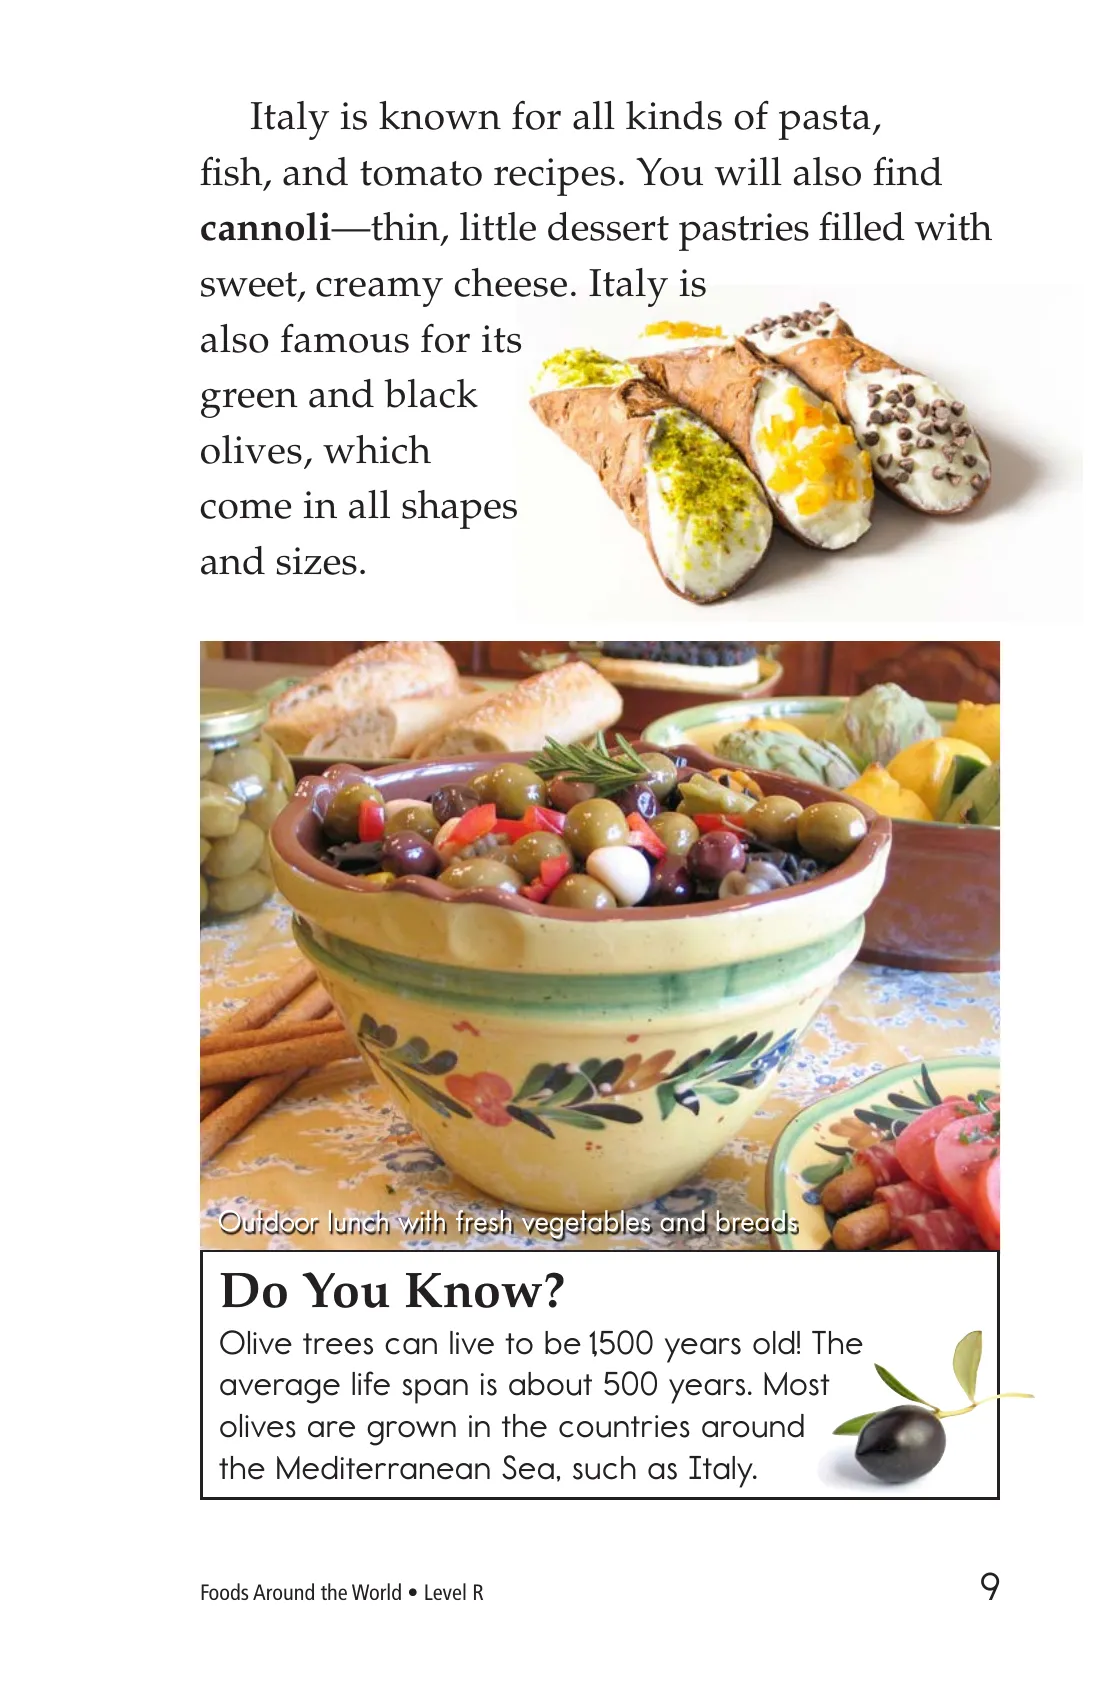 Italy is known for all kinds of pasta,
fish, and tomato recipes. You will also find
cannoli—thin, little dessert pastries filled with
sweet, creamy cheese. Italy is
also famous for its
green and black
olives, which
come in all shapes
and sizes.
Outdoor lunch with fresh vegetables and breads
Do You Know?
Olive trees can live to be 1,500 years old! The
average life span is about 500 years. Most
olives are grown in the countries around
the Mediterranean Sea, such as Italy.
Foods Around the World • Level R
9